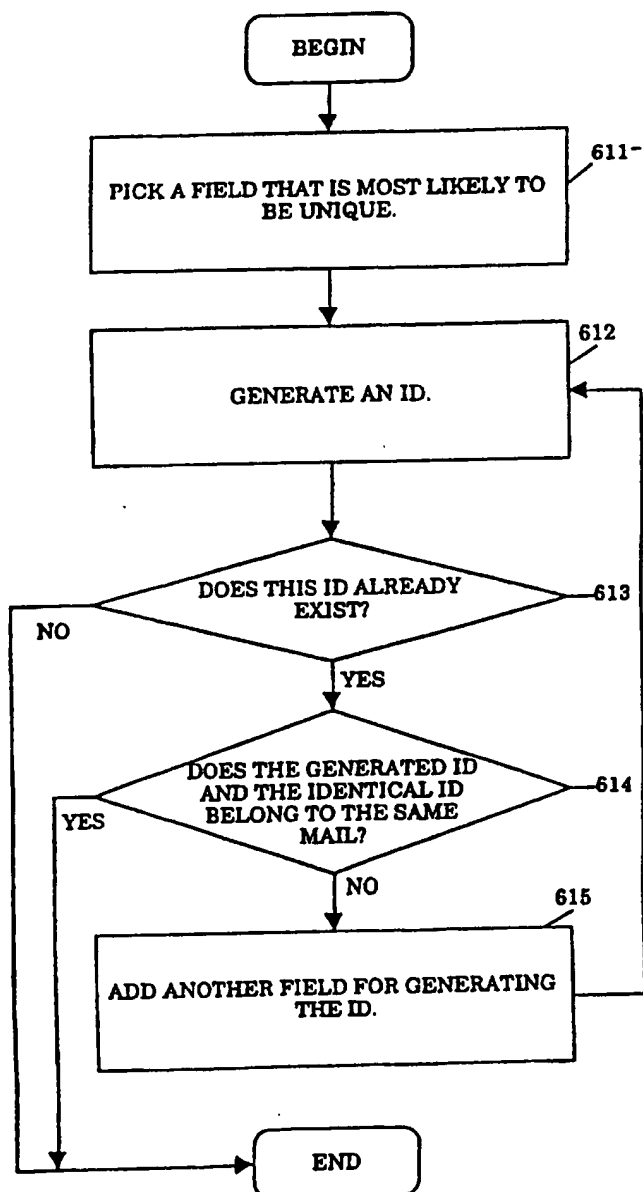 BEGIN
PICK A FIELD THAT IS MOST LIKELY TO
BE UNIQUE.
611
GENERATE AN ID.
612
DOES THIS ID ALREADY
EXIST?
613
NO
YES
DOES THE GENERATED ID
AND THE IDENTICAL ID
BELONG TO THE SAME
MAIL?
614
YES
NO
615
ADD ANOTHER FIELD FOR GENERATING
THE ID.
END